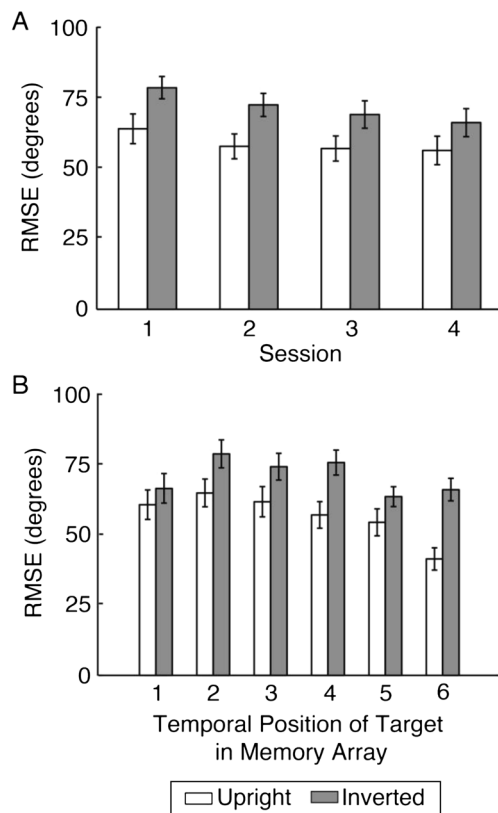 A
RMSE (degrees)
100
75
50
25
0
1 2 3 4
Session
B
RMSE (degrees)
100
75
50
25
0
1 2 3 4 5 6
Temporal Position of Target
in Memory Array
Upright Inverted